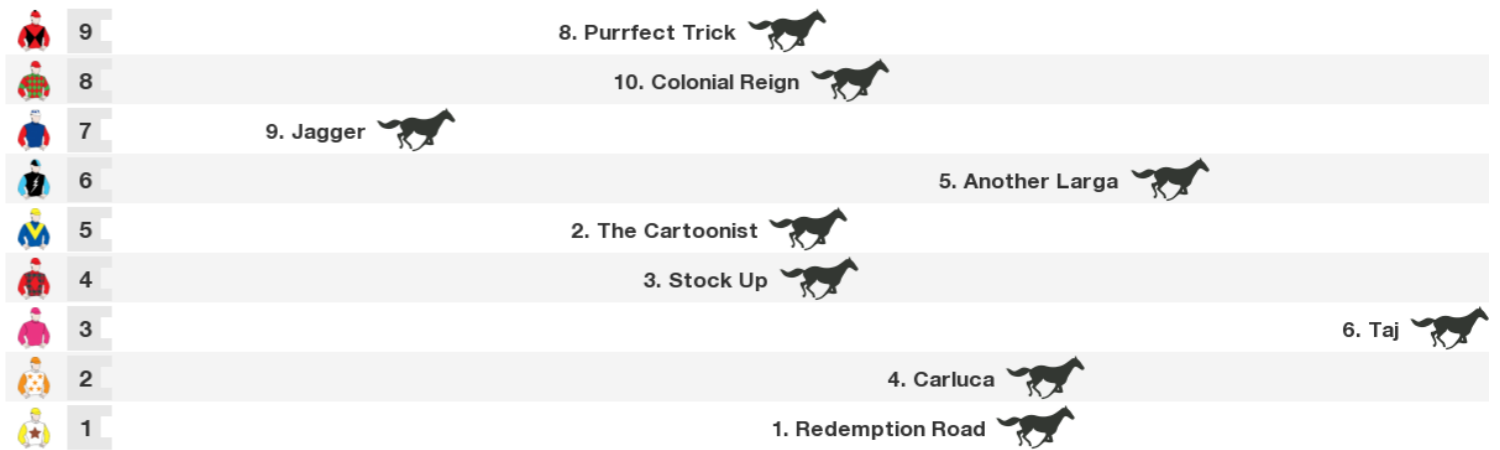 9 8. Purrfect Trick
8 10. Colonial Reign
7 9. Jagger
6 5. Another Larga
5 2. The Cartoonist
4 3. Stock Up
3 6. Taj
2 4. Carluca
1 1. Redemption Road